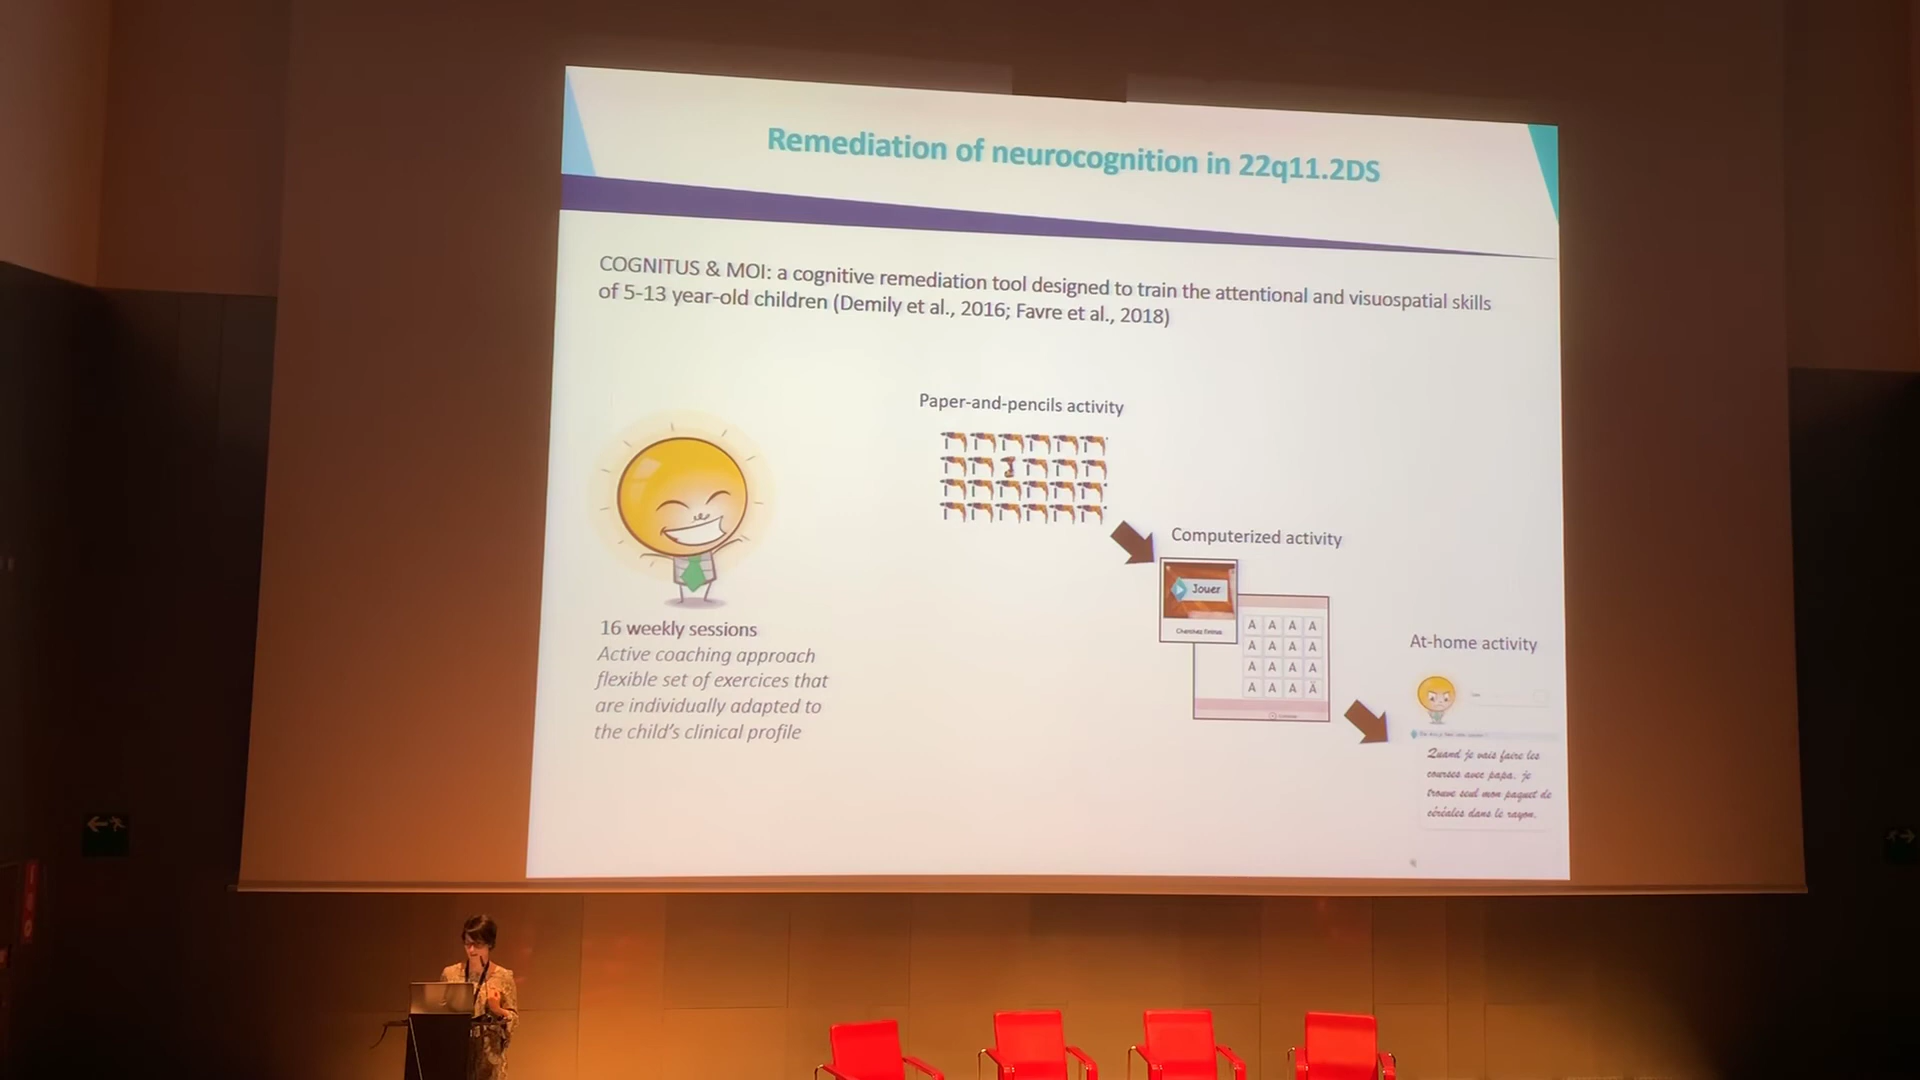 Remediation of neurocognition in 22q11.2DS
COGNITUS & MOI: a cognitive remediation tool designed to train the attentional and visuospatial skills
of 5-13 year-old children (Demily et al., 2016; Favre et al., 2018)
Paper-and-pencils activity
Computerized activity
Jouer
A A A A
A A A A
A A A A
A A A Ä
At-home activity
Quand je vais faire les
courses avec papa, je
trouve seul mon paquet de
céréales dans le rayon.
16 weekly sessions
Active coaching approach
flexible set of exercices that
are individually adapted to
the child's clinical profile